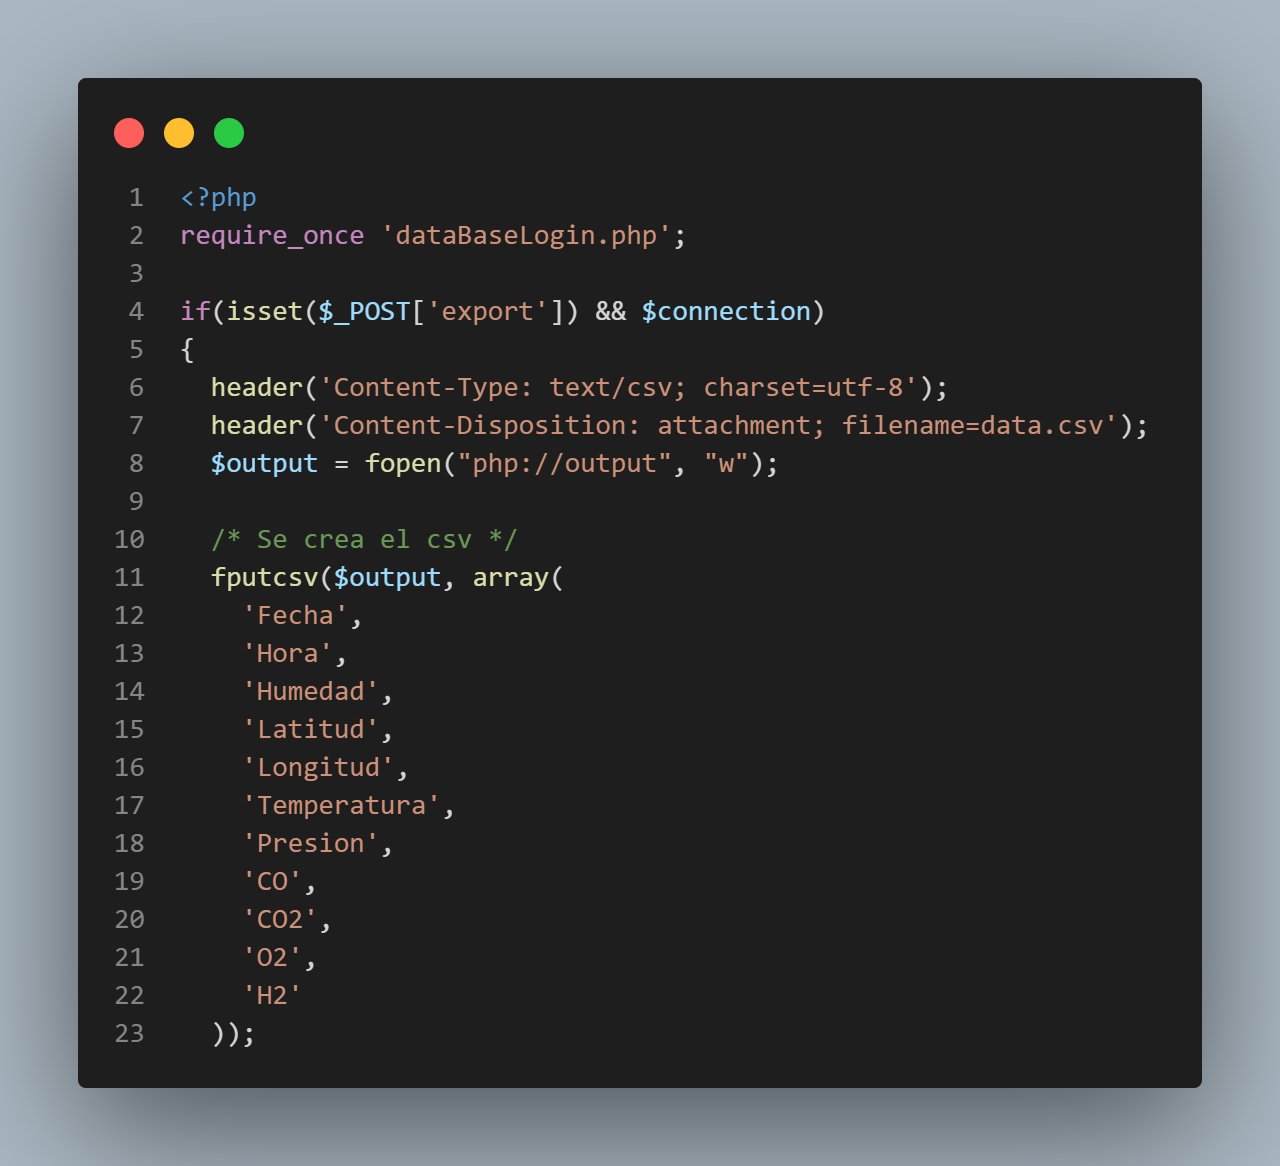 1 <?php
2 require_once 'dataBaseLogin.php';
3
4 if(isset($_POST['export']) && $connection)
5 {
6   header('Content-Type: text/csv; charset=utf-8');
7   header('Content-Disposition: attachment; filename=data.csv');
8   $output = fopen("php://output", "w");
9
10   /* Se crea el csv */
11   fputcsv($output, array(
12     'Fecha',
13     'Hora',
14     'Humedad',
15     'Latitud',
16     'Longitud',
17     'Temperatura',
18     'Presion',
19     'CO',
20     'CO2',
21     'O2',
22     'H2'
23   ));